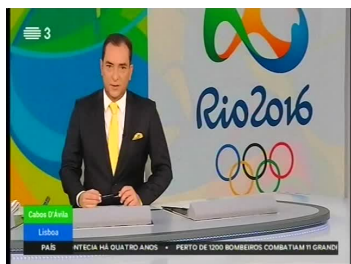 3
Rio2016
Cabos D'Ávila
Lisboa
PAÍS NTECIA HÁ QUATRO ANOS • PERTO DE 1200 BOMBEIROS COMBATIAM 11 GRAND